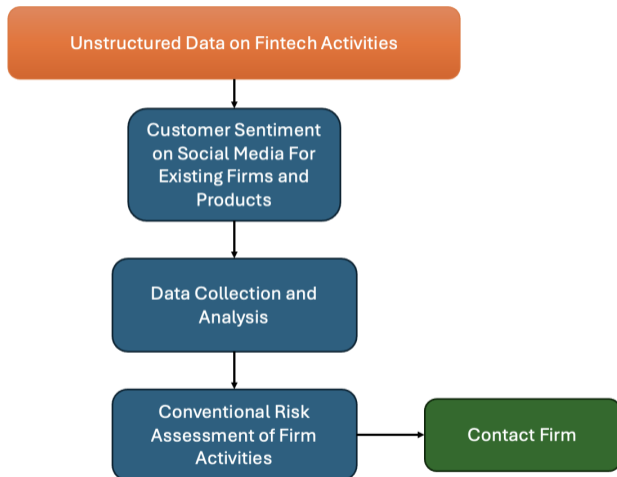 Unstructured Data on Fintech Activities
Customer Sentiment
on Social Media For
Existing Firms and
Products
Data Collection and
Analysis
Conventional Risk
Assessment of Firm
Activities
Contact Firm